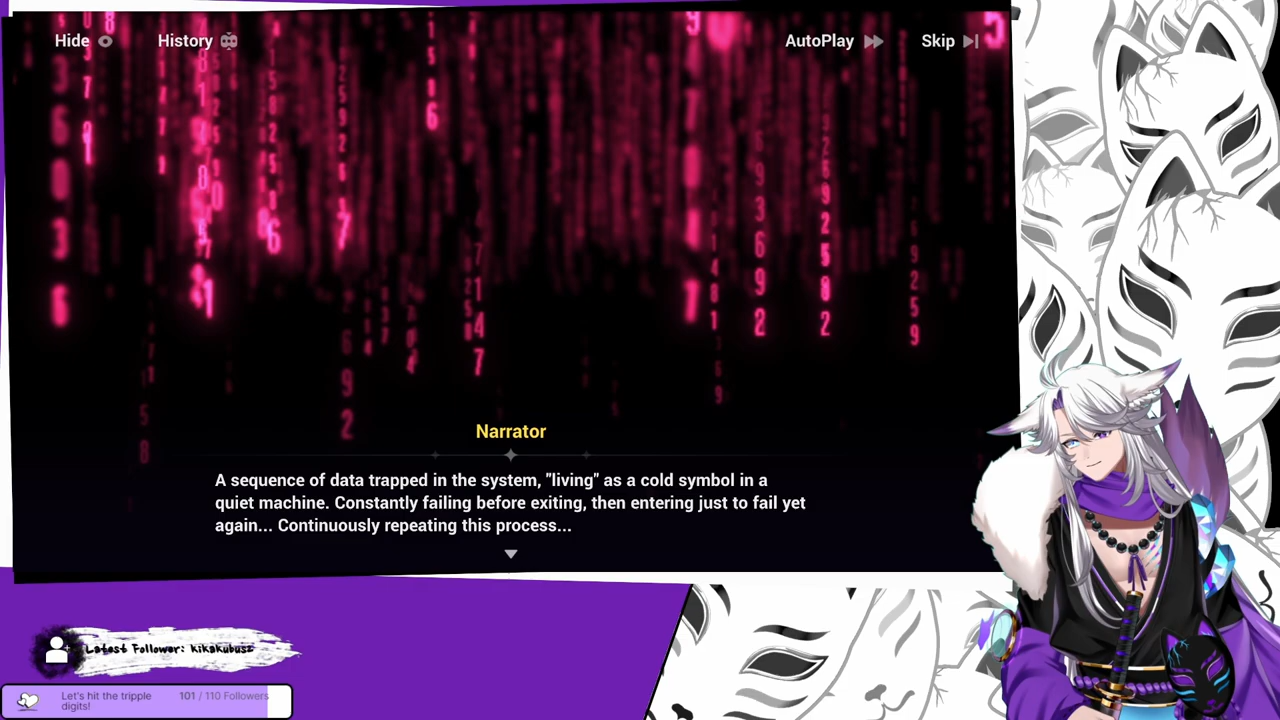 Hide
History
AutoPlay
Skip
Narrator
A sequence of data trapped in the system, "living" as a cold symbol in a
quiet machine. Constantly failing before exiting, then entering just to fail yet
again... Continuously repeating this process...
Latest Follower: kikakubusz
Let's hit the tripple
digits!
101 / 110 Followers